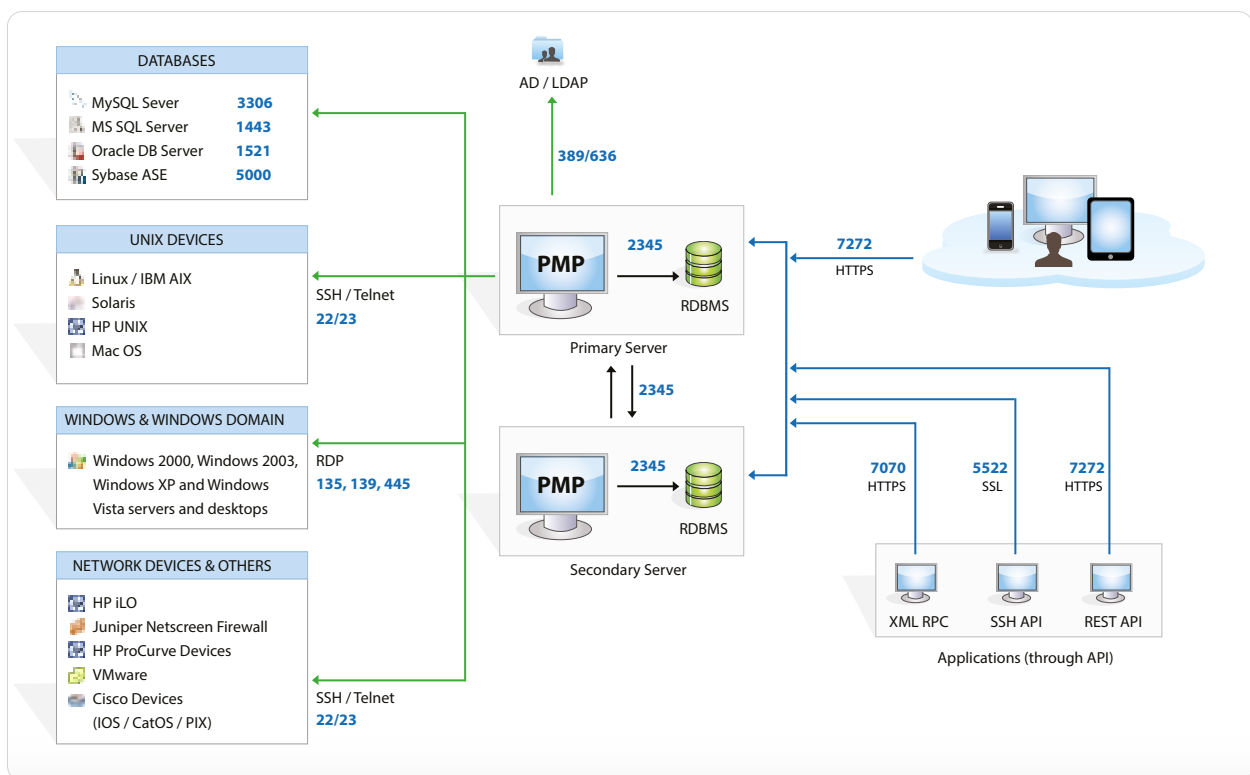 DATABASES
MySQL Sever 3306
MS SQL Server 1443
Oracle DB Server 1521
Sybase ASE 5000
UNIX DEVICES
Linux / IBM AIX
Solaris
HP UNIX
Mac OS
SSH / Telnet
22/23
WINDOWS & WINDOWS DOMAIN
Windows 2000, Windows 2003,
Windows XP and Windows
Vista servers and desktops
RDP
135, 139, 445
NETWORK DEVICES & OTHERS
HP iLO
Juniper Netscreen Firewall
HP ProCurve Devices
VMware
Cisco Devices
(IOS / CatOS / PIX)
SSH / Telnet
22/23
AD / LDAP
389/636
PMP
2345
RDBMS
Primary Server
2345
PMP
2345
RDBMS
Secondary Server
7272
HTTPS
7070
HTTPS
5522
SSL
7272
HTTPS
XML RPC
SSH API
REST API
Applications (through API)